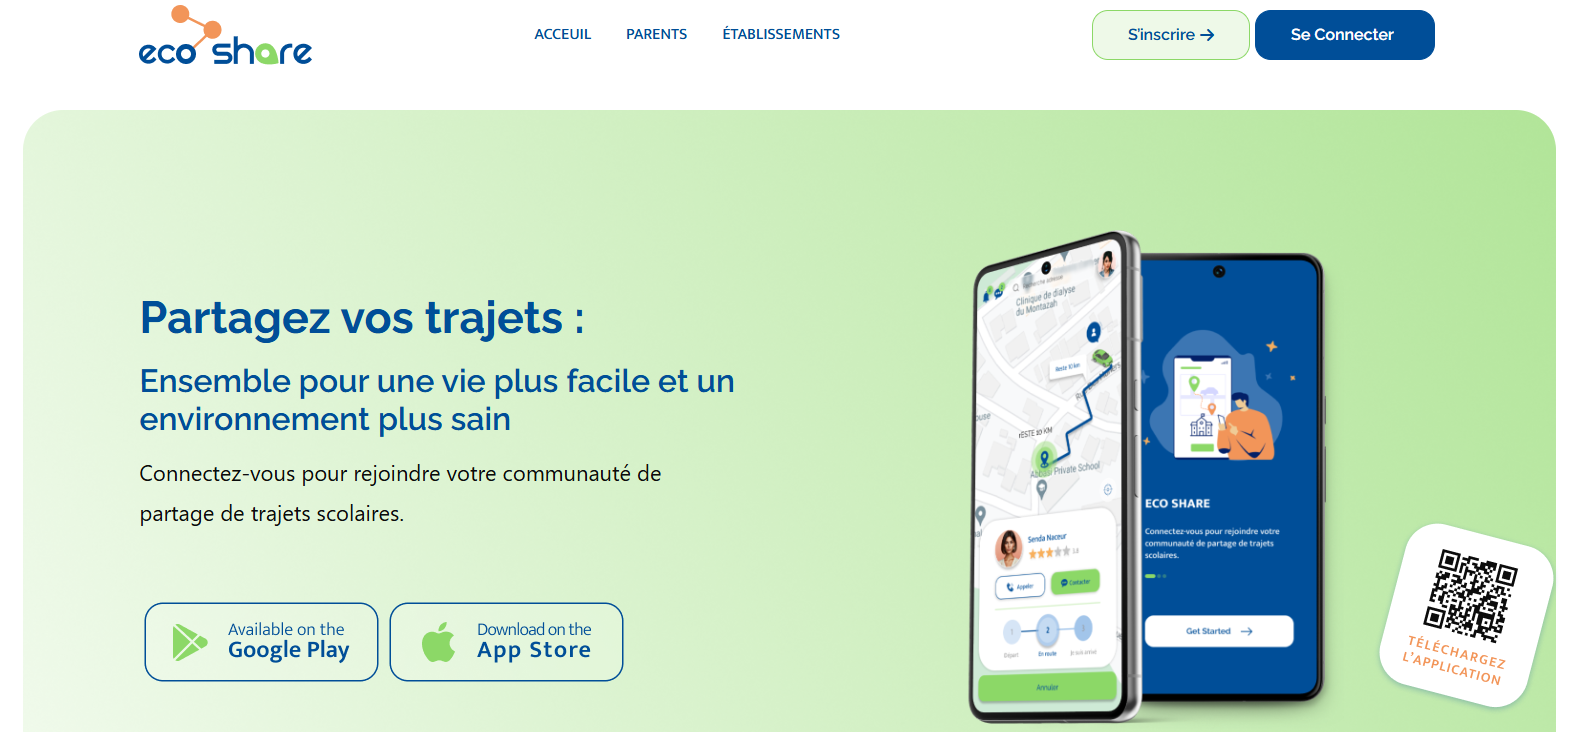 eco share
ACCEUIL
PARENTS
ÉTABLISSEMENTS
S'inscrire
Se Connecter
Partagez vos trajets :
Ensemble pour une vie plus facile et un
environnement plus sain
Connectez-vous pour rejoindre votre communauté de
partage de trajets scolaires.
Available on the
Google Play
Download on the
App Store
Clinique de dialyse
du Montazah
Reste 10 km
rESTE 10 KM
Private School
Senda Naceur
Appeler
Contacter
2
Départ
En route
Annuler
ECO SHARE
Connectez-vous pour rejoindre votre
communauté de partage de trajets
scolaires.
Get Started
TÉLÉCHARGEZ
L'APPLICATION